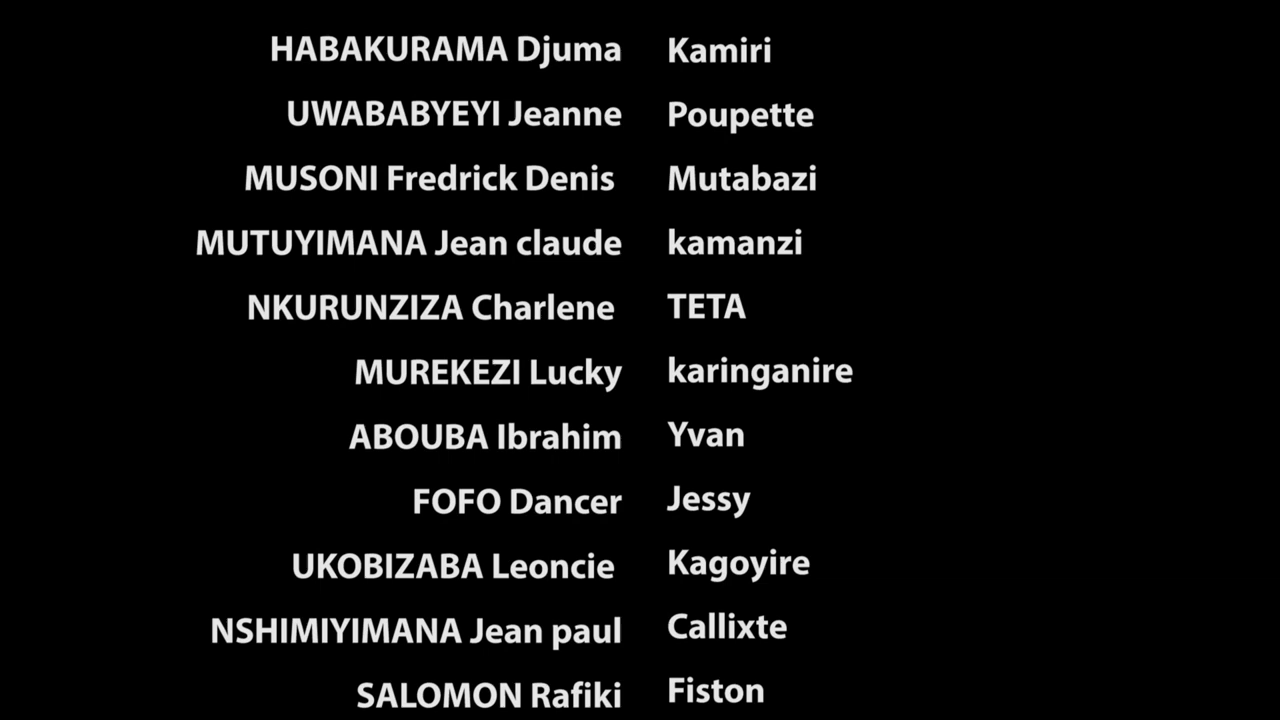 HABAKURAMA Djuma Kamiri
UWABABYEYI Jeanne Poupette
MUSONI Fredrick Denis Mutabazi
MUTUYIMANA Jean claude kamanzi
NKURUNZIZA Charlene TETA
MUREKEZI Lucky karinganire
ABOUBA Ibrahim Yvan
FOFO Dancer Jessy
UKOBIZABA Leoncie Kagoyire
NSHIMIYIMANA Jean paul Callixte
SALOMON Rafiki Fiston